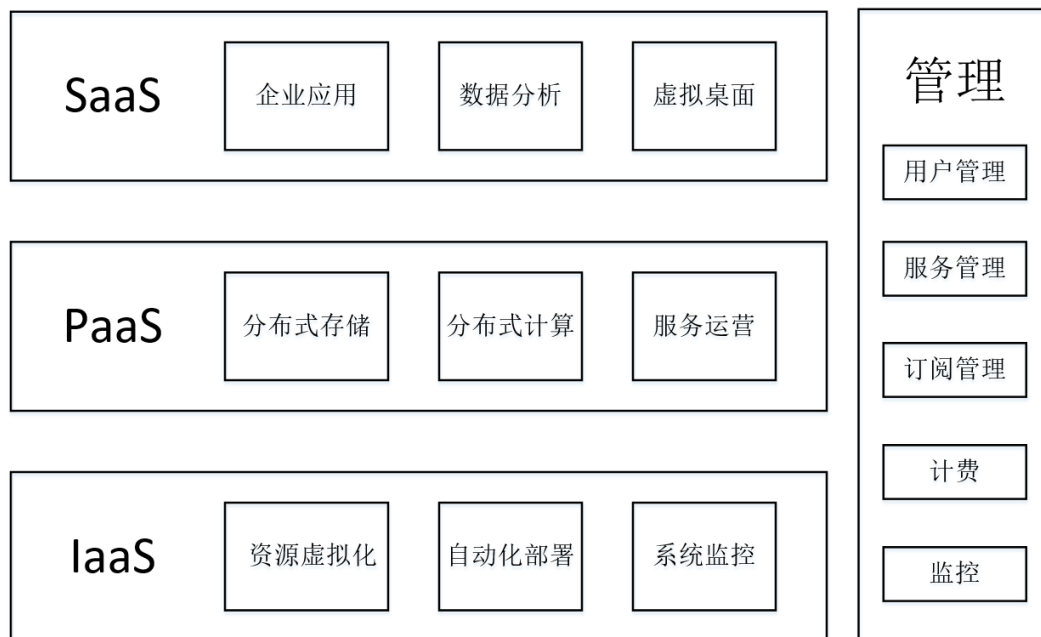 SaaS
企业应用
数据分析
虚拟桌面
PaaS
分布式存储
分布式计算
服务运营
IaaS
资源虚拟化
自动化部署
系统监控
管理
用户管理
服务管理
订阅管理
计费
监控